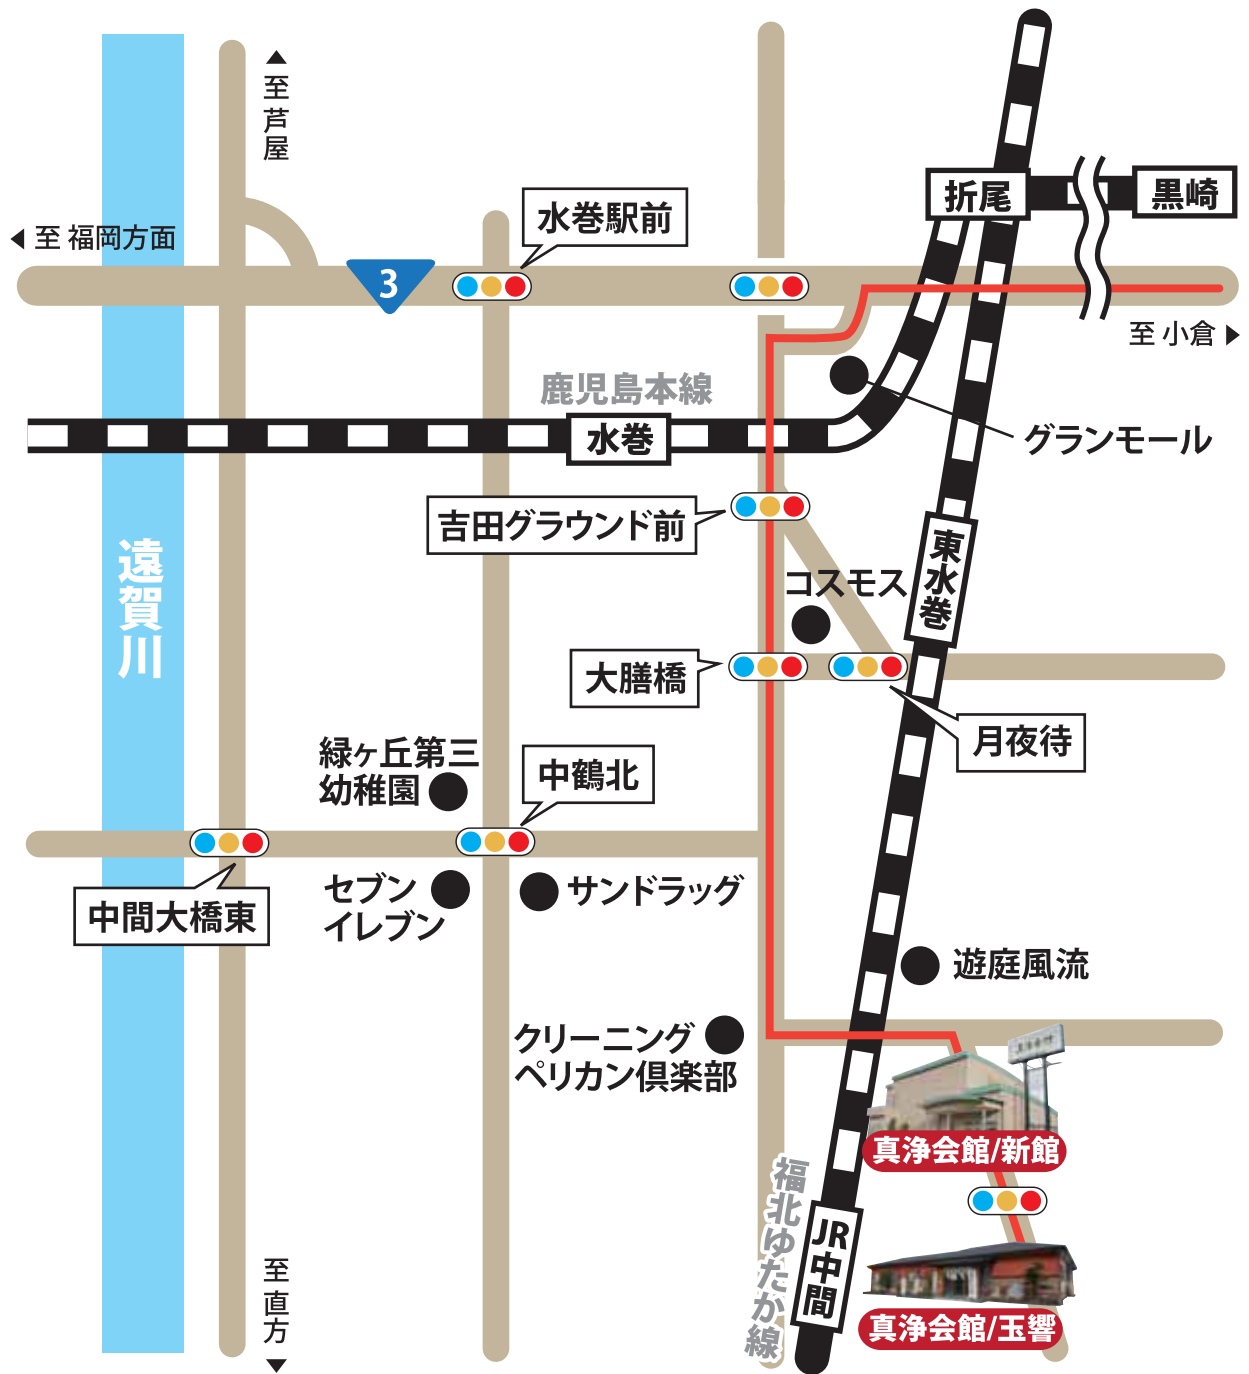 至 芦屋
折尾
黒崎
水巻駅前
至 福岡方面
3
至 小倉
鹿児島本線
水巻
グランモール
吉田グラウンド前
東水巻
遠賀川
コスモス
大膳橋
月夜待
緑ヶ丘第三
幼稚園
中鶴北
セブン
イレブン
サンドラッグ
中間大橋東
遊庭風流
クリーニング
ペリカン倶楽部
真浄会館/新館
福北ゆたか線
JR中間
至 直方
真浄会館/玉響